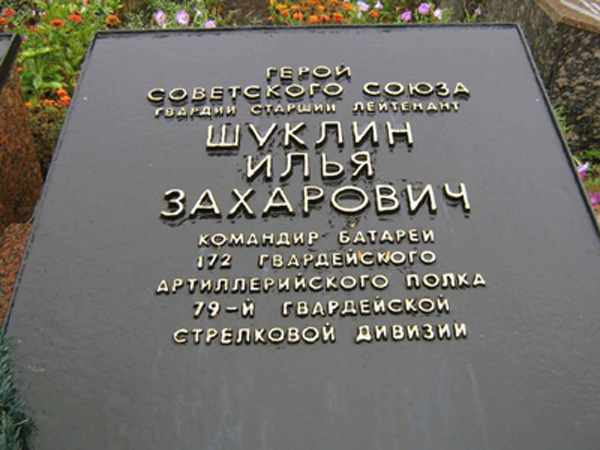 ГЕРОЙ
СОВЕТСКОГО СОЮЗА
ГВАРДИИ СТАРШИЙ ЛЕЙТЕНАНТ
ШУКЛИН
ИЛЬЯ
ЗАХАРОВИЧ
КОМАНДИР БАТАРЕИ
172 ГВАРДЕЙСКОГО
АРТИЛЛЕРИЙСКОГО ПОЛКА
79-Й ГВАРДЕЙСКОЙ
СТРЕЛКОВОЙ ДИВИЗИИ